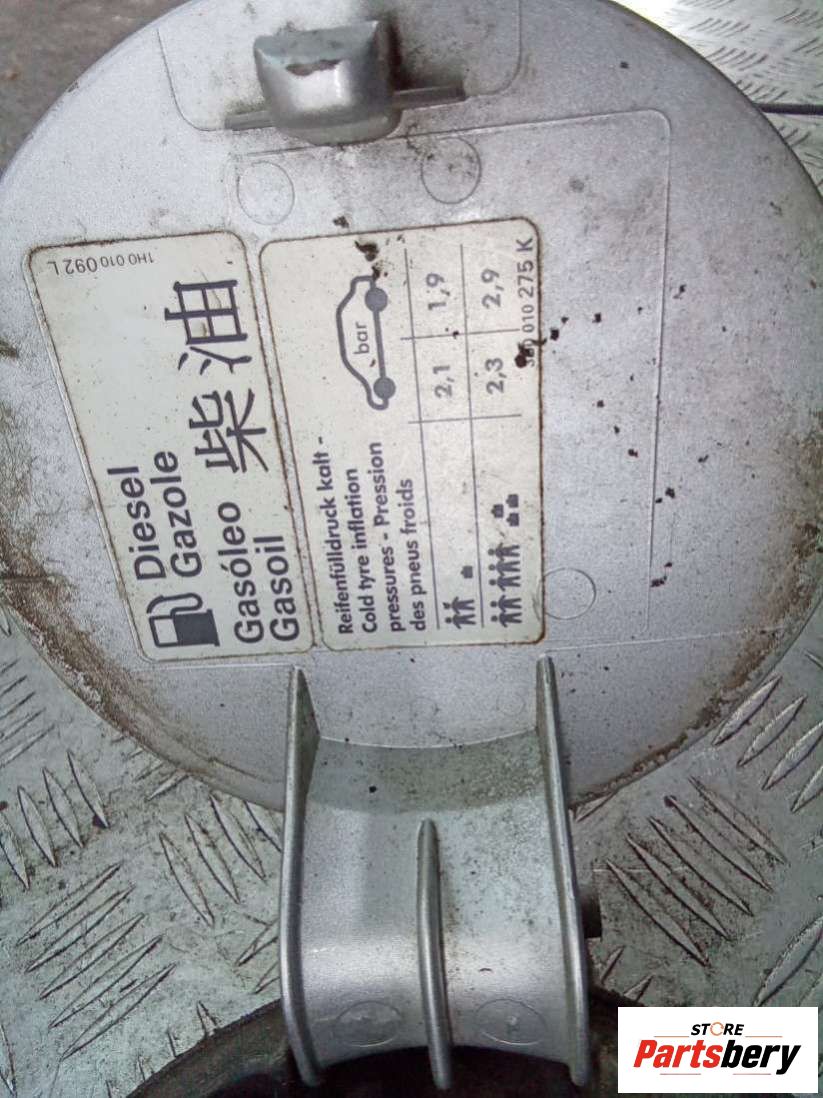 1H0 010 092 L
Diesel
Gazole
Gasóleo 柴油
Gasoil
Reifenfülldruck kalt -
Cold tyre inflation
pressures - Pression
des pneus froids
bar
2,1 1,9
2,3 2,9
010 275 K
STORE
Partsbery